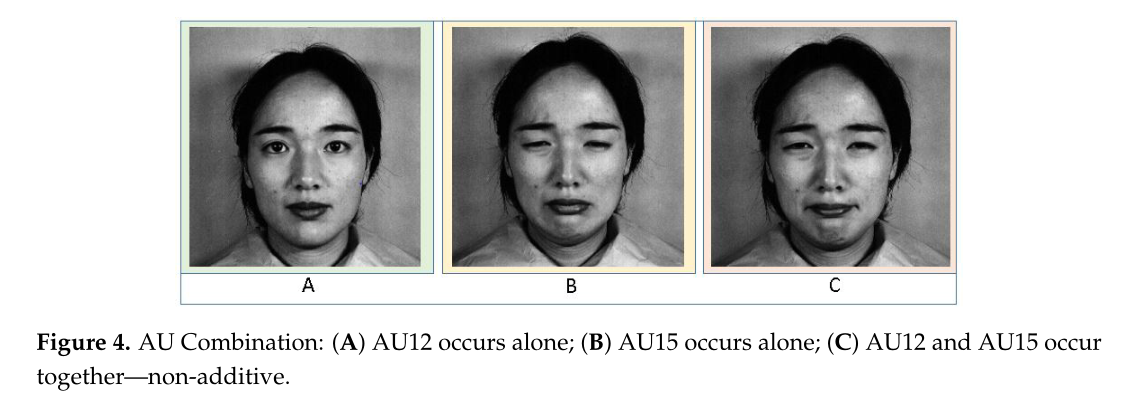 A B C
Figure 4. AU Combination: (A) AU12 occurs alone; (B) AU15 occurs alone; (C) AU12 and AU15 occur
together—non-additive.